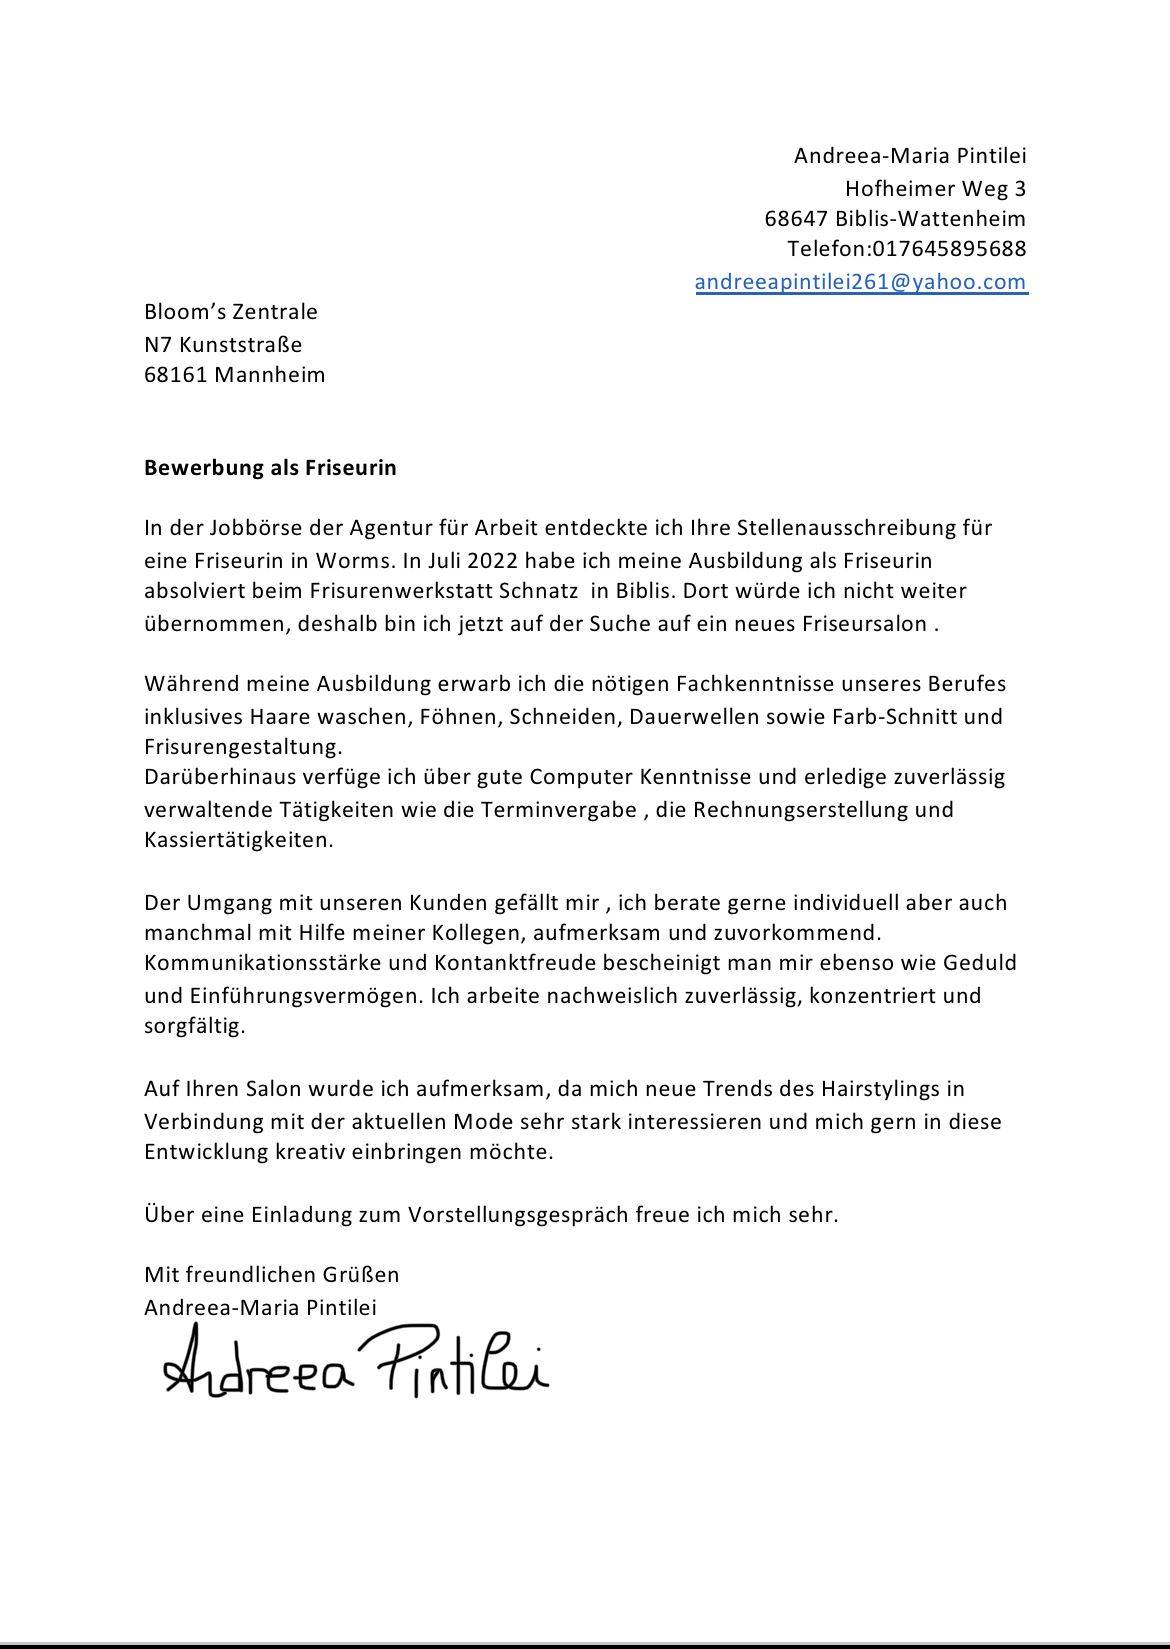 Andreea-Maria Pintilei
Hofheimer Weg 3
68647 Biblis-Wattenheim
Telefon:017645895688
andreeapintilei261@yahoo.com
Bloom’s Zentrale
N7 Kunststraße
68161 Mannheim
Bewerbung als Friseurin
In der Jobbörse der Agentur für Arbeit entdeckte ich Ihre Stellenausschreibung für
eine Friseurin in Worms. In Juli 2022 habe ich meine Ausbildung als Friseurin
absolviert beim Frisurenwerkstatt Schnatz  in Biblis. Dort würde ich nicht weiter
übernommen, deshalb bin ich jetzt auf der Suche auf ein neues Friseursalon .
Während meine Ausbildung erwarb ich die nötigen Fachkenntnisse unseres Berufes
inklusives Haare waschen, Föhnen, Schneiden, Dauerwellen sowie Farb-Schnitt und
Frisurengestaltung.
Darüberhinaus verfüge ich über gute Computer Kenntnisse und erledige zuverlässig
verwaltende Tätigkeiten wie die Terminvergabe , die Rechnungserstellung und
Kassiertätigkeiten.
Der Umgang mit unseren Kunden gefällt mir , ich berate gerne individuell aber auch
manchmal mit Hilfe meiner Kollegen, aufmerksam und zuvorkommend.
Kommunikationsstärke und Kontanktfreude bescheinigt man mir ebenso wie Geduld
und Einführungsvermögen. Ich arbeite nachweislich zuverlässig, konzentriert und
sorgfältig.
Auf Ihren Salon wurde ich aufmerksam, da mich neue Trends des Hairstylings in
Verbindung mit der aktuellen Mode sehr stark interessieren und mich gern in diese
Entwicklung kreativ einbringen möchte.
Über eine Einladung zum Vorstellungsgespräch freue ich mich sehr.
Mit freundlichen Grüßen
Andreea-Maria Pintilei
Andreea Pintilei